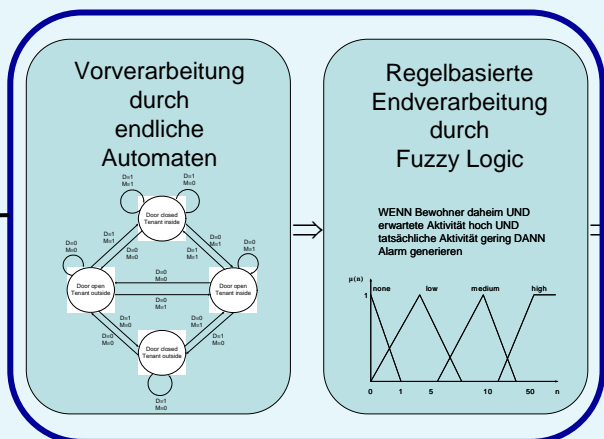 Vorverarbeitung
durch
endliche
Automaten
D=1
M=1
D=1
M=0
Door closed
Tenant inside
D=1
M=1
D=0
M=0
D=0
M=1
D=1
M=1
D=0
M=0
D=0
M=1
D=0
M=0
Door open
Tenant outside
Door open
Tenant inside
D=0
M=1
D=1
M=0
D=0
M=0
D=0
M=1
D=1
M=0
Door closed
Tenant outside
D=1
M=0
⇒
Regelbasierte
Endverarbeitung
durch
Fuzzy Logic
WENN Bewohner daheim UND
erwartete Aktivität hoch UND
tatsächliche Aktivität gering DANN
Alarm generieren
μ(n)
none low medium high
1
0 1 5 10 50 n